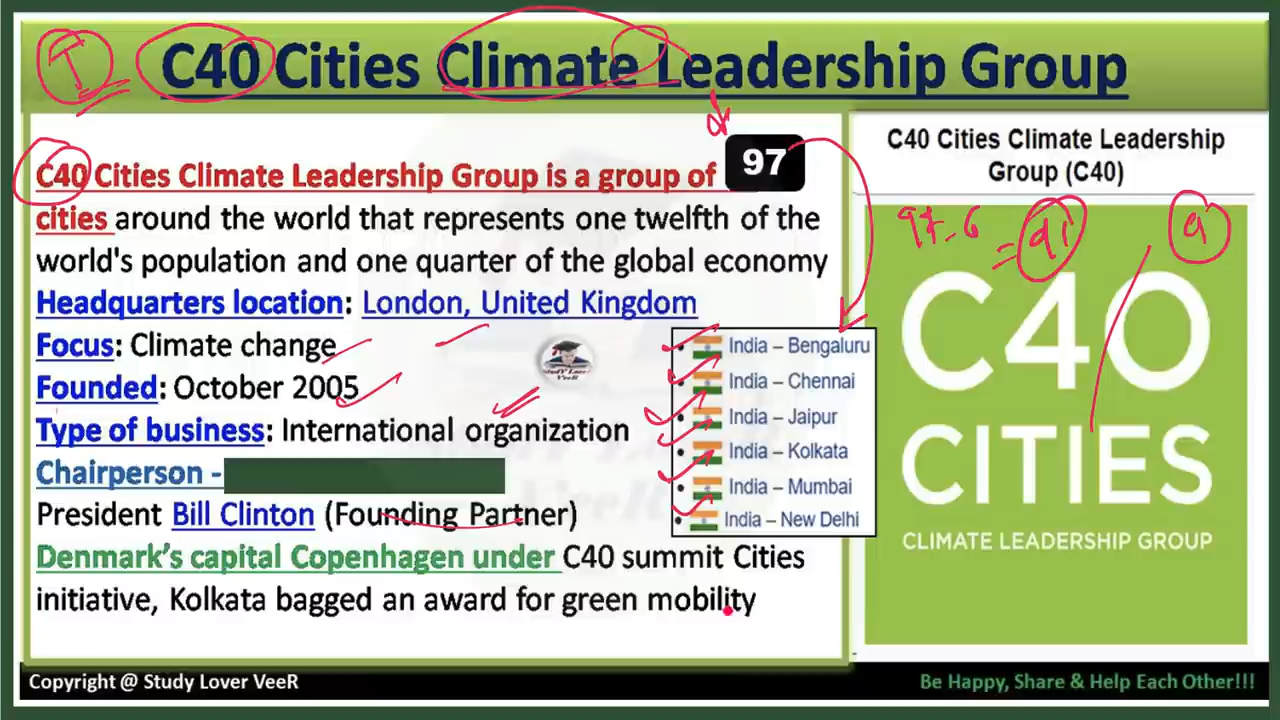 C40 Cities Climate Leadership Group
C40 Cities Climate Leadership Group is a group of 97
cities around the world that represents one twelfth of the
world's population and one quarter of the global economy
Headquarters location: London, United Kingdom
Focus: Climate change
Founded: October 2005
Type of business: International organization
Chairperson -
President Bill Clinton (Founding Partner)
Denmark's capital Copenhagen under C40 summit Cities
initiative, Kolkata bagged an award for green mobility
India – Bengaluru
India – Chennai
India – Jaipur
India – Kolkata
India – Mumbai
India – New Delhi
C40 Cities Climate Leadership
Group (C40)
97-6 = 91
C40
CITIES
CLIMATE LEADERSHIP GROUP
Copyright @ Study Lover VeeR
Be Happy, Share & Help Each Other!!!